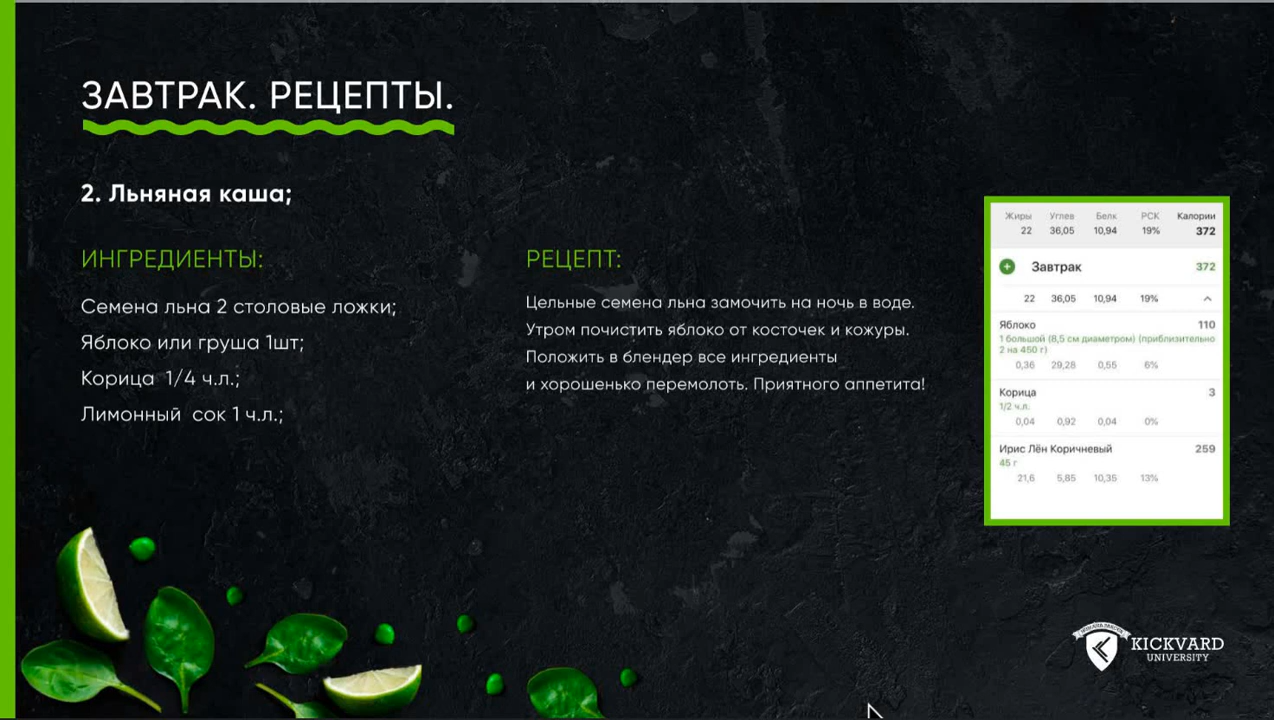 ЗАВТРАК. РЕЦЕПТЫ.
2. Льняная каша;
ИНГРЕДИЕНТЫ:
Семена льна 2 столовые ложки;
Яблоко или груша 1шт;
Корица 1/4 ч.л.;
Лимонный сок 1 ч.л.;
РЕЦЕПТ:
Цельные семена льна замочить на ночь в воде.
Утром почистить яблоко от косточек и кожуры.
Положить в блендер все ингредиенты
и хорошенько перемолоть. Приятного аппетита!
Жиры Углев Белк РСК Калории
22 36,05 10,94 19% 372
Завтрак 372
22 36,05 10,94 19%
Яблоко 110
1 большой (8,5 см диаметром) (приблизительно
2 на 450 г)
0,36 29,28 0,55 6%
Корица 3
1/2 ч.л.
0,04 0,92 0,04 0%
Ирис Лён Коричневый 259
45 г
21,6 5,85 10,35 13%
KICKVARD
UNIVERSITY